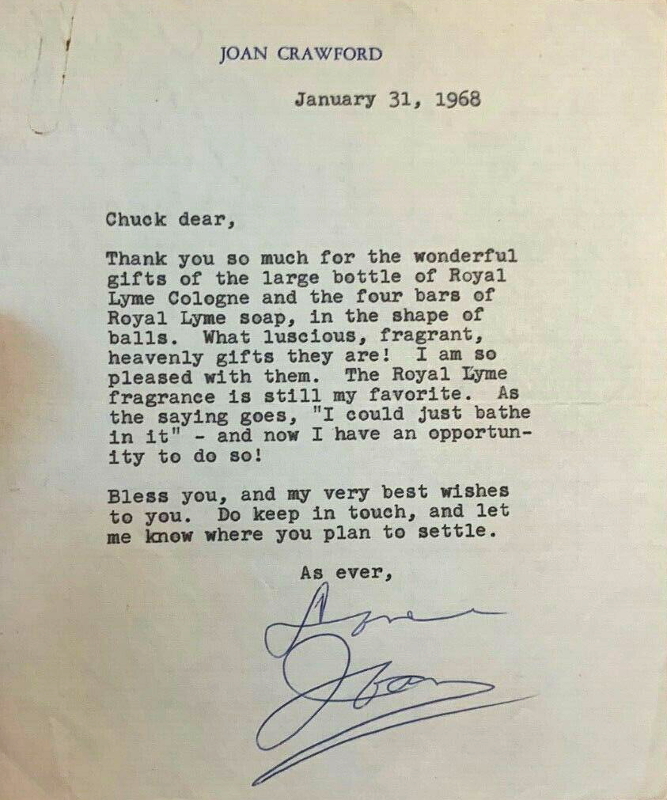 JOAN CRAWFORD
January 31, 1968
Chuck dear,
Thank you so much for the wonderful
gifts of the large bottle of Royal
Lyme Cologne and the four bars of
Royal Lyme soap, in the shape of
balls. What luscious, fragrant,
heavenly gifts they are! I am so
pleased with them. The Royal Lyme
fragrance is still my favorite. As
the saying goes, "I could just bathe
in it" - and now I have an opportun-
ity to do so!
Bless you, and my very best wishes
to you. Do keep in touch, and let
me know where you plan to settle.
As ever,
Love
Joan